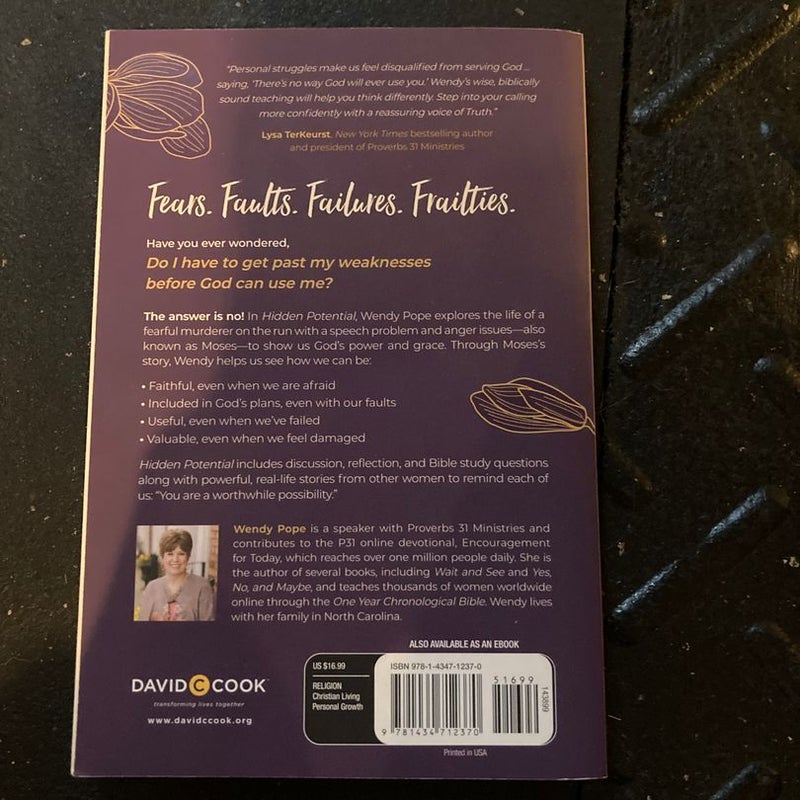 "Personal struggles make us feel disqualified from serving God ...
saying, 'There's no way God will ever use you.' Wendy's wise, biblically
sound teaching will help you think differently. Step into your calling
more confidently with a reassuring voice of Truth."
Lysa TerKeurst, New York Times bestselling author
and president of Proverbs 31 Ministries
Fears. Faults. Failures. Frailties.
Have you ever wondered,
Do I have to get past my weaknesses
before God can use me?
The answer is no! In Hidden Potential, Wendy Pope explores the life of a
fearful murderer on the run with a speech problem and anger issues—also
known as Moses—to show us God's power and grace. Through Moses's
story, Wendy helps us see how we can be:
• Faithful, even when we are afraid
• Included in God's plans, even with our faults
• Useful, even when we've failed
• Valuable, even when we feel damaged
Hidden Potential includes discussion, reflection, and Bible study questions
along with powerful, real-life stories from other women to remind each of
us: "You are a worthwhile possibility."
Wendy Pope is a speaker with Proverbs 31 Ministries and
contributes to the P31 online devotional, Encouragement
for Today, which reaches over one million people daily. She is
the author of several books, including Wait and See and Yes,
No, and Maybe, and teaches thousands of women worldwide
online through the One Year Chronological Bible. Wendy lives
with her family in North Carolina.
ALSO AVAILABLE AS AN EBOOK
DAVID C COOK
transforming lives together
www.davidccook.org
US $16.99
RELIGION
Christian Living
Personal Growth
ISBN 978-1-4347-1237-0
51699
9 781434 712370
143899
Printed in USA